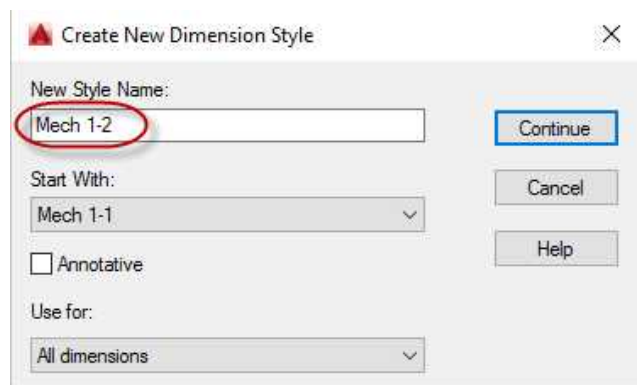 Create New Dimension Style
New Style Name:
Mech 1-2
Continue
Start With:
Cancel
Mech 1-1
Help
Annotative
Use for:
All dimensions